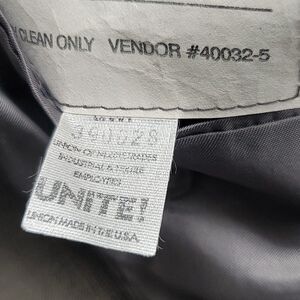 CLEAN ONLY VENDOR #40032-5
UNION OF NEEDLETRADES
INDUSTRIAL & TEXTILE
EMPLOYEES
UNITE!
UNION MADE IN THE U.S.A.